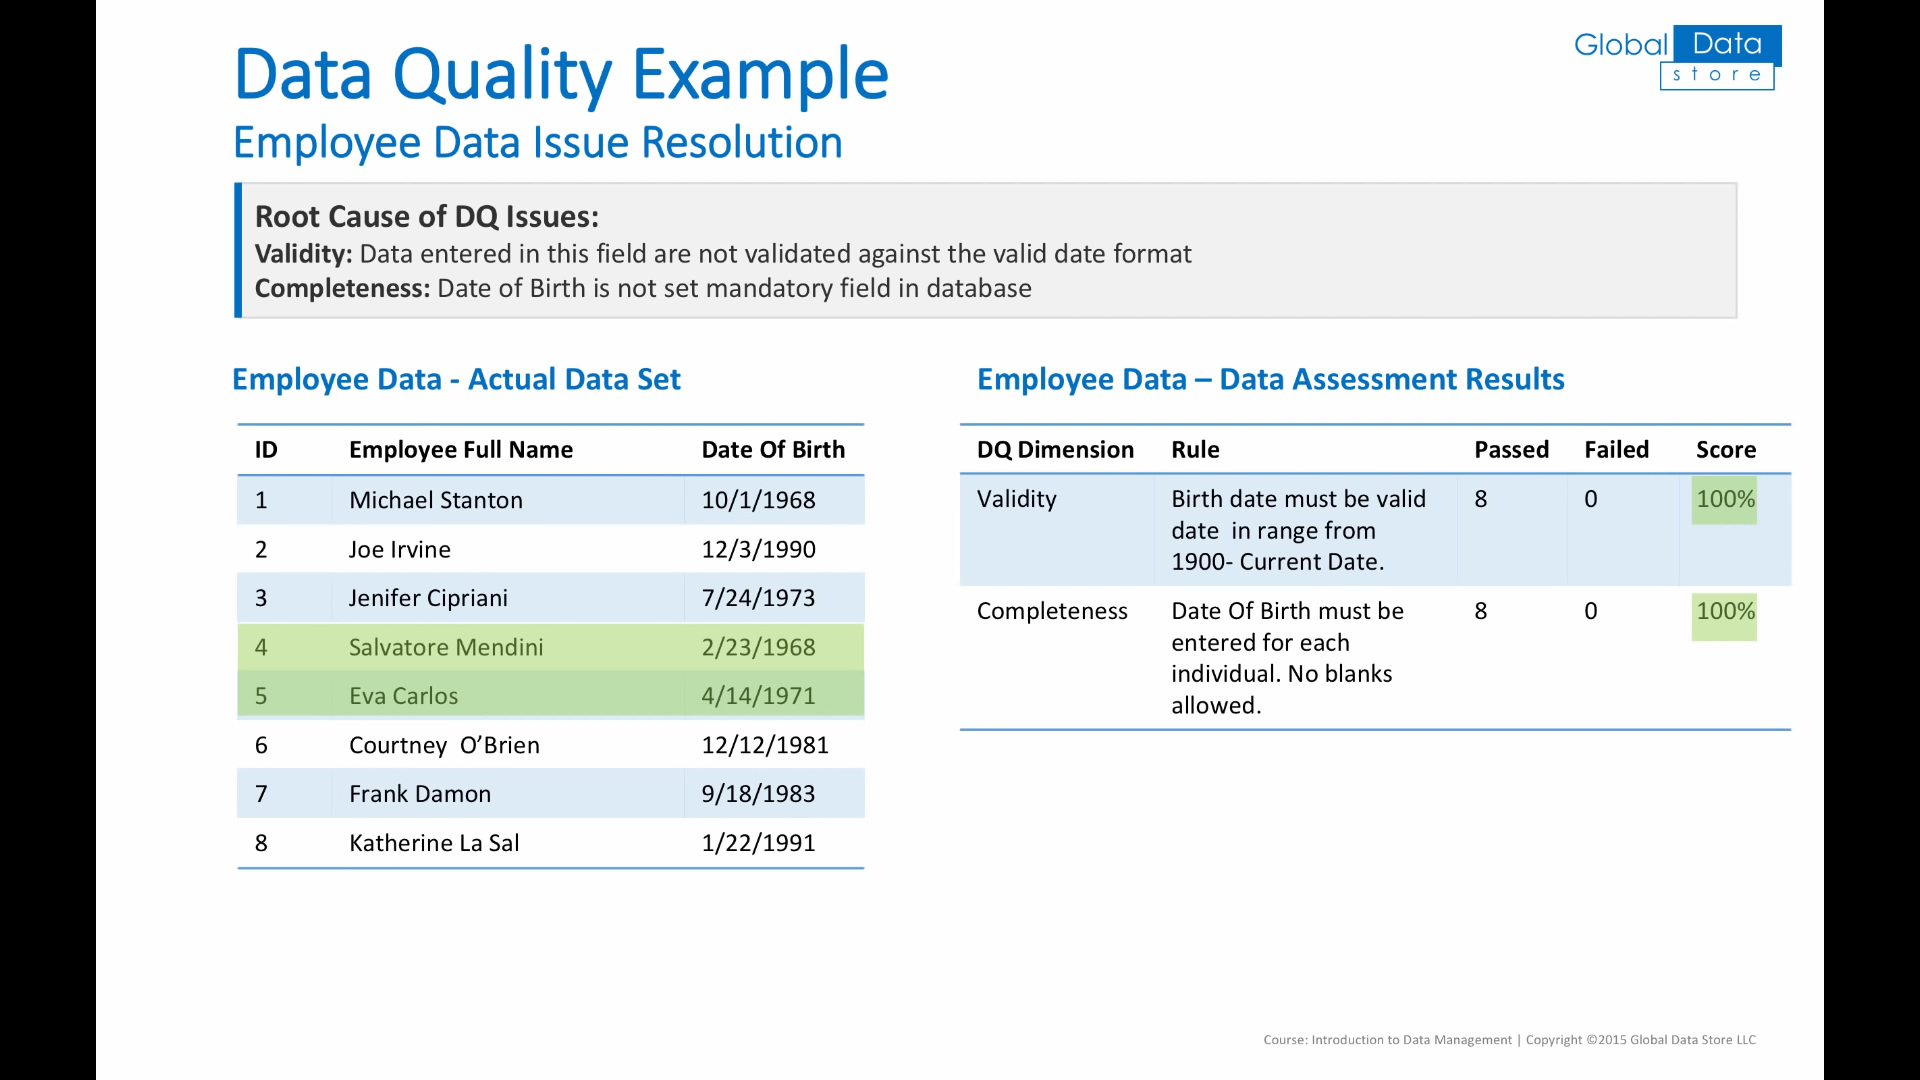 Data Quality Example
Global Data
store
Employee Data Issue Resolution
Root Cause of DQ Issues:
Validity: Data entered in this field are not validated against the valid date format
Completeness: Date of Birth is not set mandatory field in database
Employee Data - Actual Data Set
ID Employee Full Name Date Of Birth
1 Michael Stanton 10/1/1968
2 Joe Irvine 12/3/1990
3 Jenifer Cipriani 7/24/1973
4 Salvatore Mendini 2/23/1968
5 Eva Carlos 4/14/1971
6 Courtney O’Brien 12/12/1981
7 Frank Damon 9/18/1983
8 Katherine La Sal 1/22/1991
Employee Data – Data Assessment Results
DQ Dimension Rule Passed Failed Score
Validity Birth date must be valid 8 0 100%
date in range from
1900- Current Date.
Completeness Date Of Birth must be 8 0 100%
entered for each
individual. No blanks
allowed.
Course: Introduction to Data Management | Copyright ©2015 Global Data Store LLC